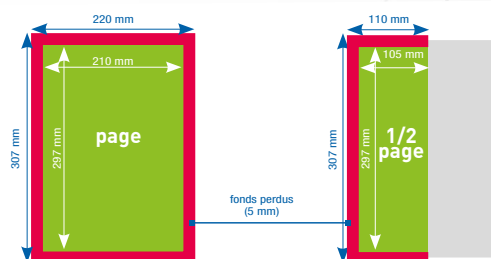 220 mm
210 mm
307 mm
297 mm
page
fonds perdus
(5 mm)
110 mm
105 mm
307 mm
297 mm
1/2
page